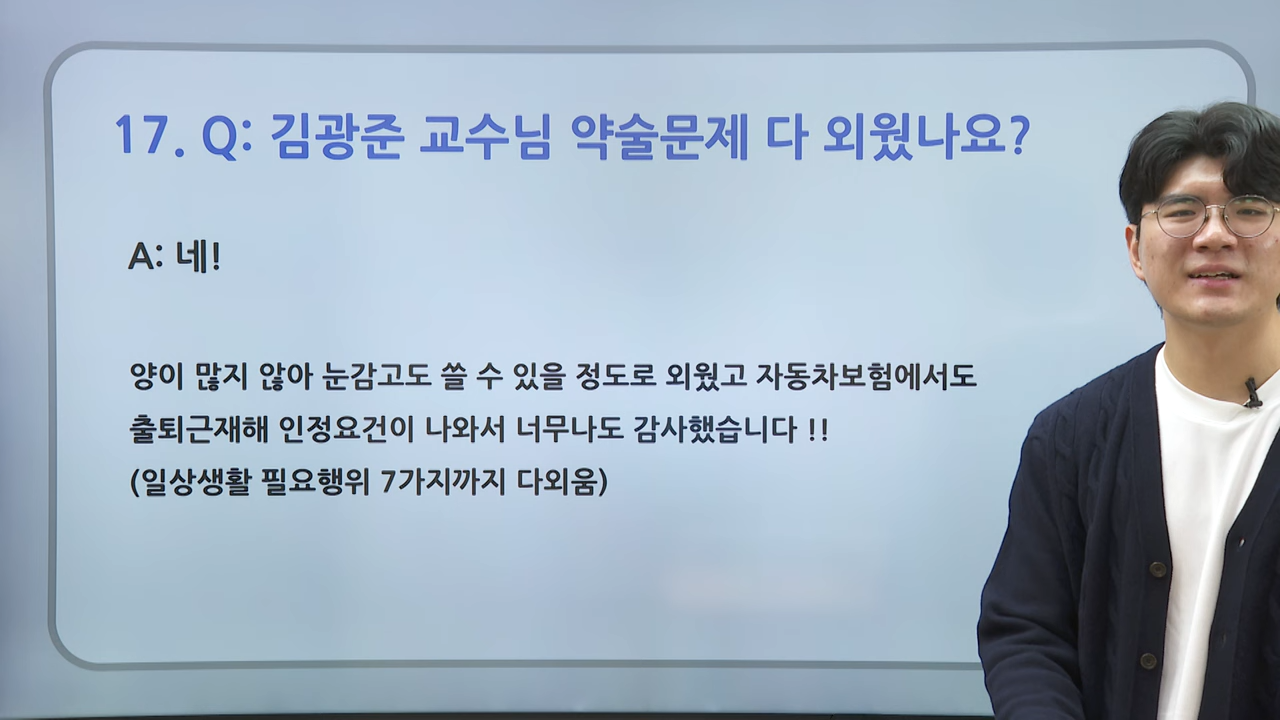 17. Q: 김광준 교수님 약술문제 다 외웠나요?
A: 네!
양이 많지 않아 눈감고도 쓸 수 있을 정도로 외웠고 자동차보험에서도
출퇴근재해 인정요건이 나와서 너무나도 감사했습니다 !!
(일상생활 필요행위 7가지까지 다외움)